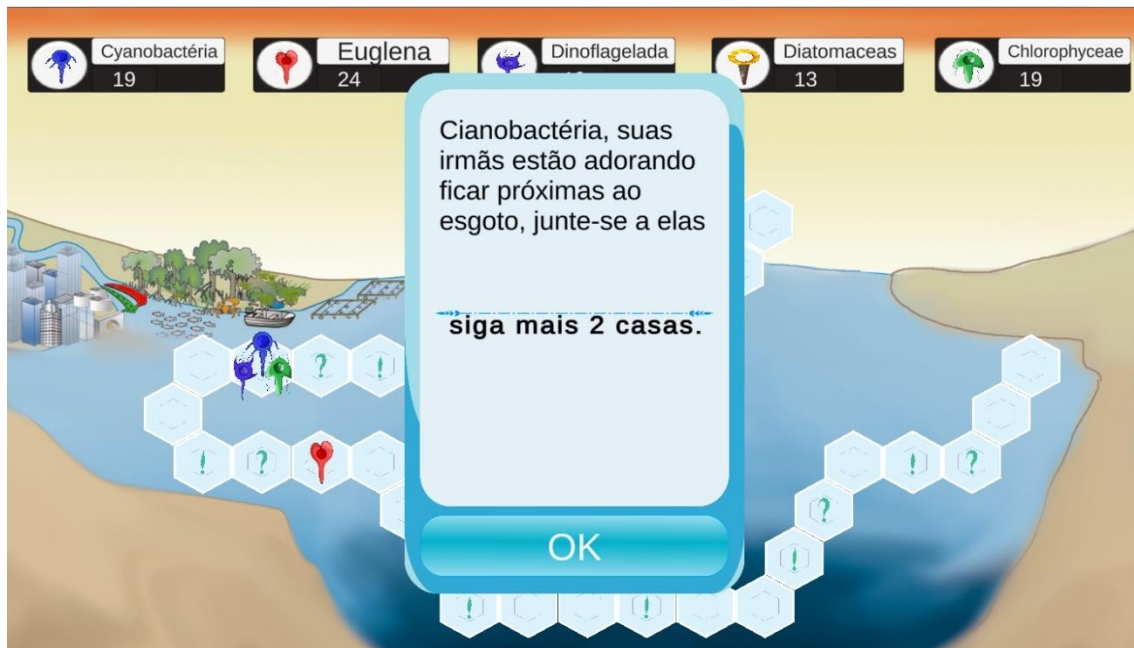 Cyanobactéria
19
Euglena
24
Dinoflagelada
Diatomaceas
13
Chlorophyceae
19
Cianobactéria, suas
irmãs estão adorando
ficar próximas ao
esgoto, junte-se a elas
siga mais 2 casas.
? !
! ?
! ?
?
!
! !
OK